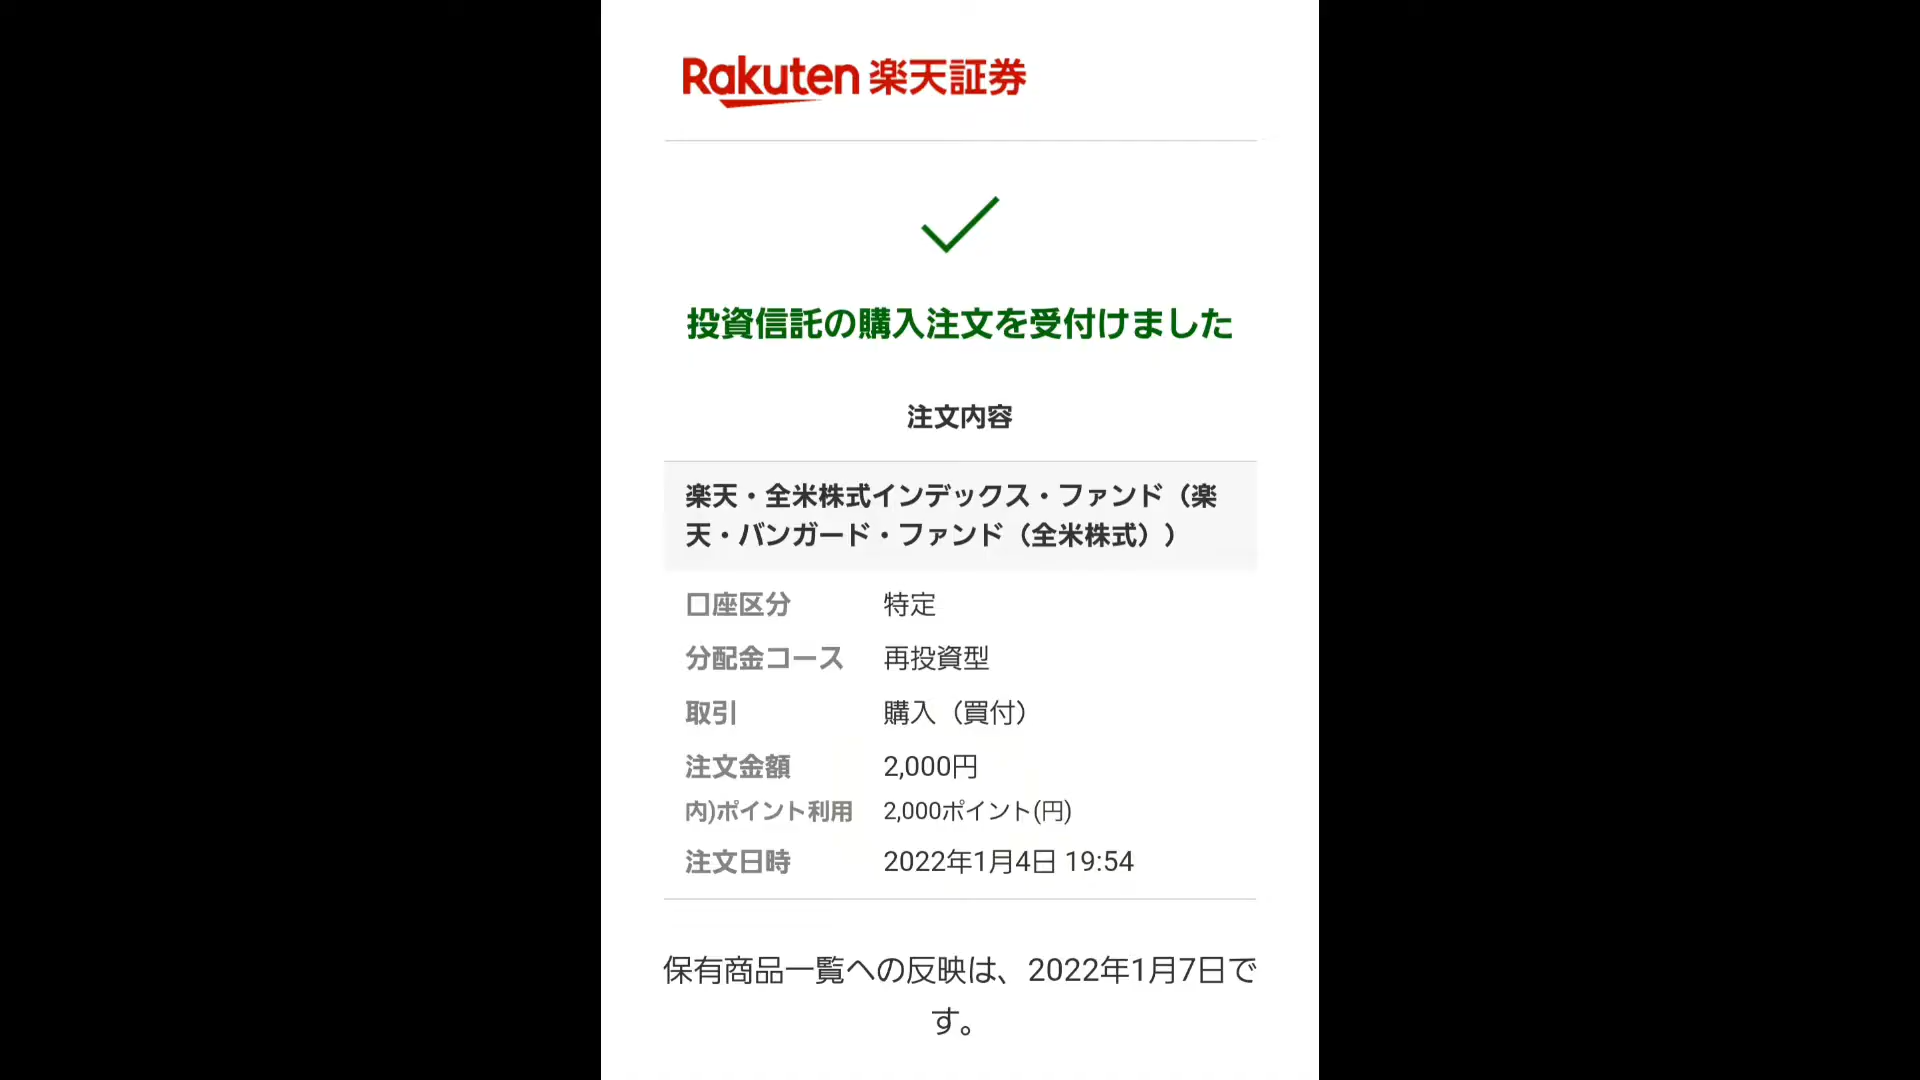 Rakuten 楽天証券
投資信託の購入注文を受付けました
注文内容
楽天・全米株式インデックス・ファンド（楽
天・バンガード・ファンド（全米株式））
口座区分 特定
分配金コース 再投資型
取引 購入（買付）
注文金額 2,000円
内)ポイント利用 2,000ポイント(円)
注文日時 2022年1月4日 19:54
保有商品一覧への反映は、2022年1月7日で
す。